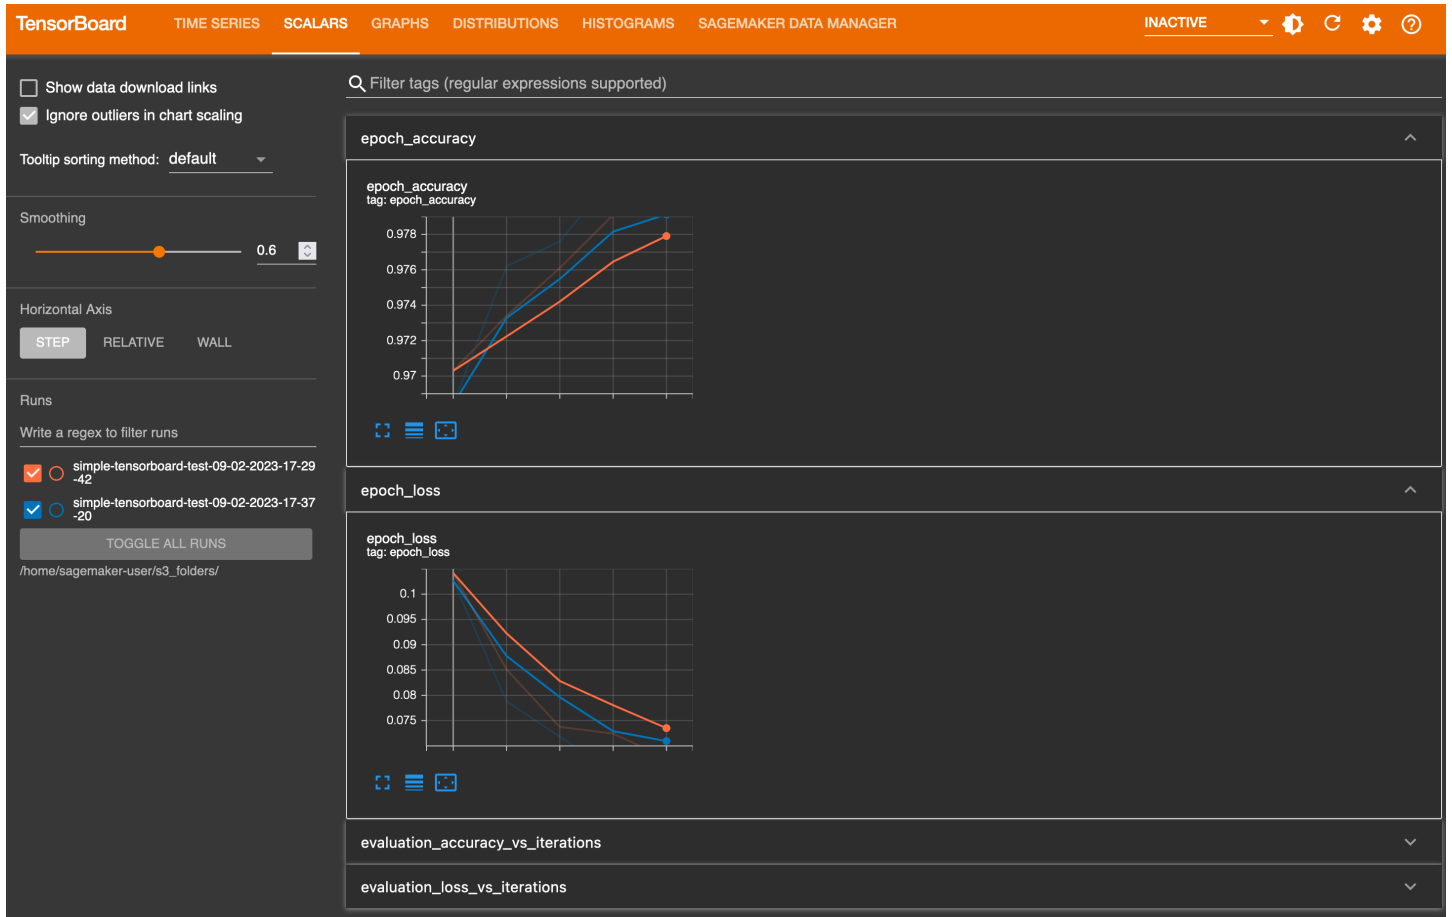 TensorBoard
TIME SERIES
SCALARS
GRAPHS
DISTRIBUTIONS
HISTOGRAMS
SAGEMAKER DATA MANAGER
INACTIVE
Show data download links
Ignore outliers in chart scaling
Tooltip sorting method: default
Smoothing
0.6
Horizontal Axis
STEP
RELATIVE
WALL
Runs
Write a regex to filter runs
simple-tensorboard-test-09-02-2023-17-29
-42
simple-tensorboard-test-09-02-2023-17-37
-20
TOGGLE ALL RUNS
/home/sagemaker-user/s3_folders/
Filter tags (regular expressions supported)
epoch_accuracy
epoch_accuracy
tag: epoch_accuracy
0.978
0.976
0.974
0.972
0.97
epoch_loss
epoch_loss
tag: epoch_loss
0.1
0.095
0.09
0.085
0.08
0.075
evaluation_accuracy_vs_iterations
evaluation_loss_vs_iterations